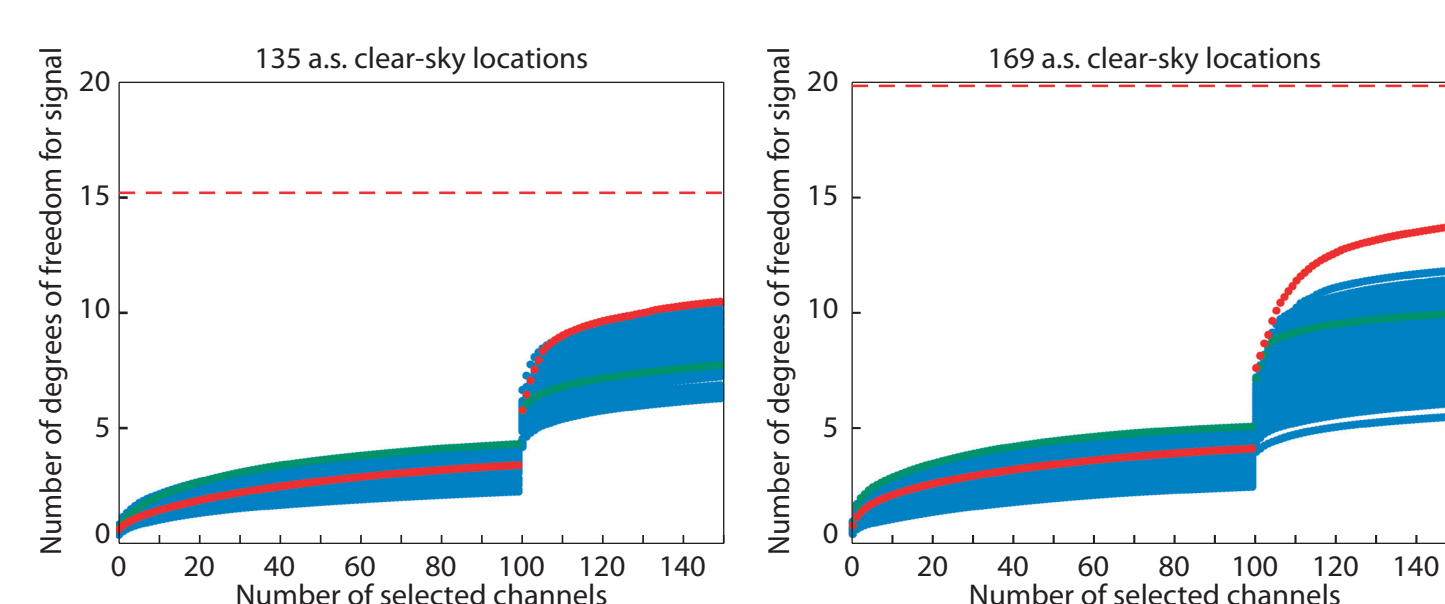 135 a.s. clear-sky locations
Number of degrees of freedom for signal
20
15
10
5
0
0 20 40 60 80 100 120 140
Number of selected channels
169 a.s. clear-sky locations
Number of degrees of freedom for signal
20
15
10
5
0
0 20 40 60 80 100 120 140
Number of selected channels